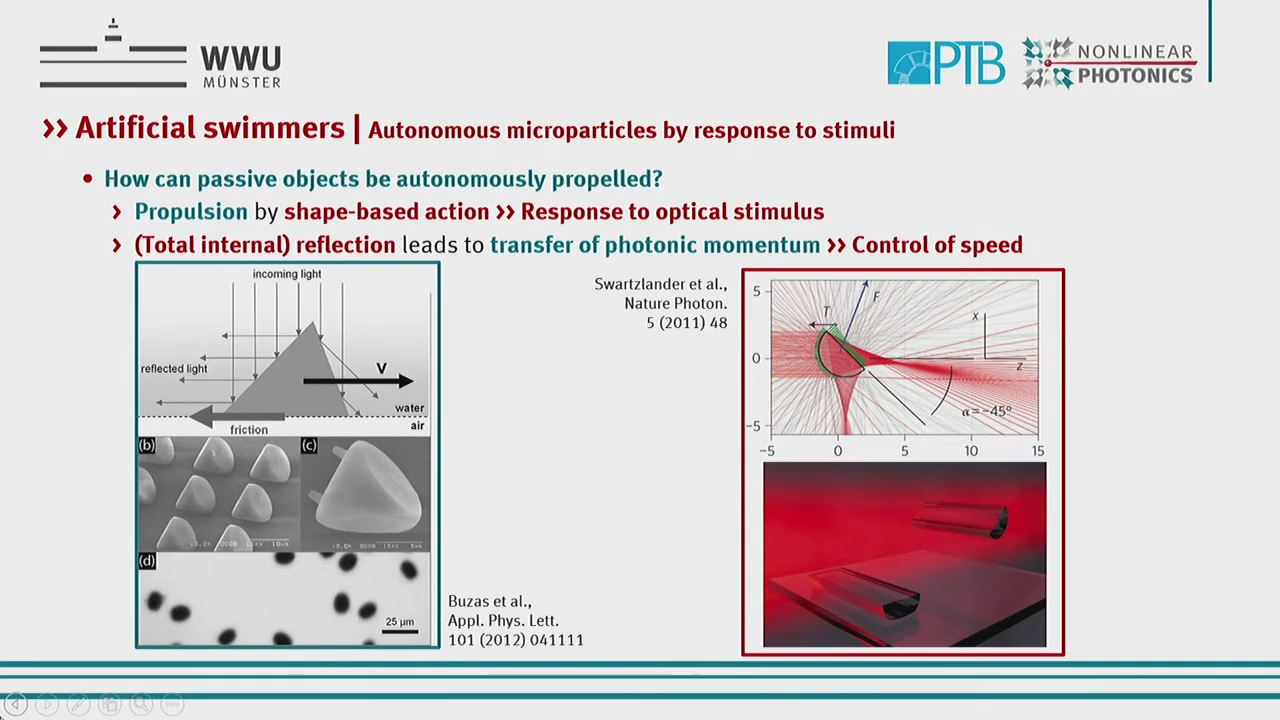 WWU
MÜNSTER
PTB
NONLINEAR
PHOTONICS
›› Artificial swimmers | Autonomous microparticles by response to stimuli
• How can passive objects be autonomously propelled?
› Propulsion by shape-based action ›› Response to optical stimulus
› (Total internal) reflection leads to transfer of photonic momentum ›› Control of speed
incoming light
reflected light
V
water
air
friction
(b)
(c)
(d)
25 µm
Buzas et al.,
Appl. Phys. Lett.
101 (2012) 041111
Swartzlander et al.,
Nature Photon.
5 (2011) 48
5
0
−5
T
F
x
z
α = −45°
−5 0 5 10 15